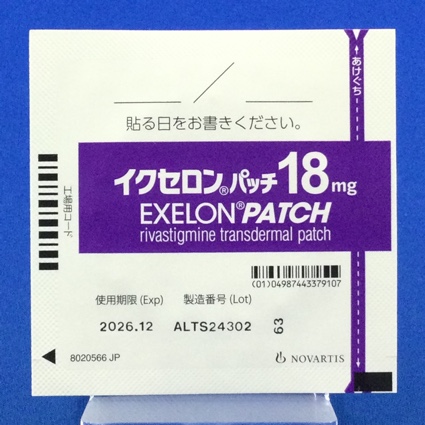 あけぐち
貼る日をお書きください。
イクセロン®パッチ18mg
EXELON®PATCH
rivastigmine transdermal patch
工場用コード
(01)04987443379107
使用期限(Exp) 製造番号(Lot)
2026.12 ALTS24302 63
8020566 JP
NOVARTIS